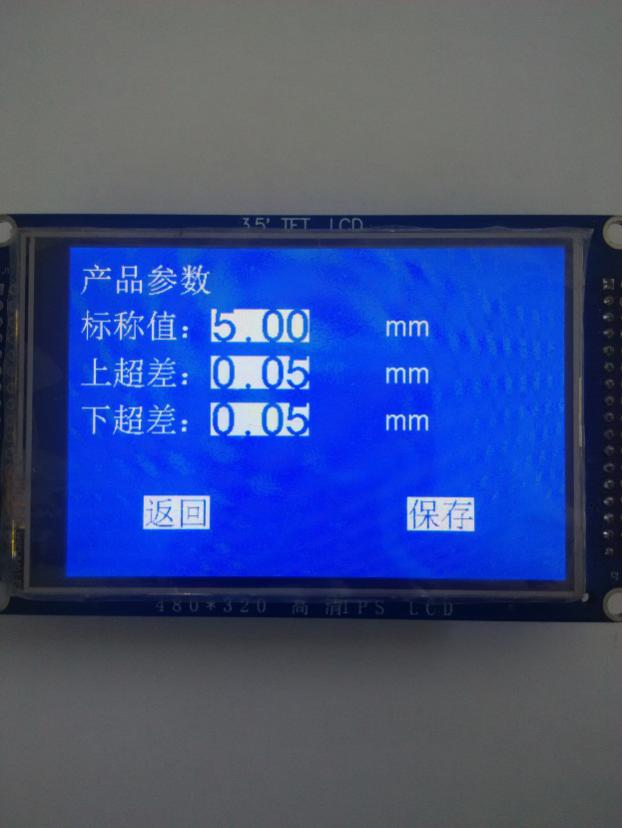 3.5' TFT LCD
产品参数
标称值：5.00 mm
上超差：0.05 mm
下超差：0.05 mm
返回 保存
480*320 高清IPS LCD